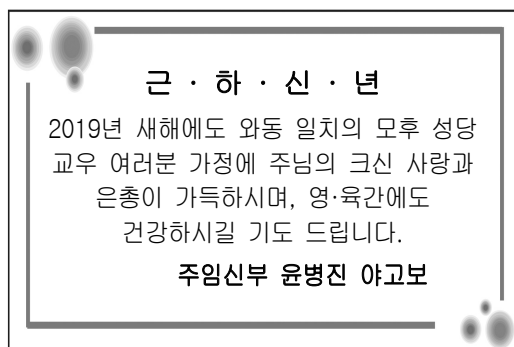 근 · 하 · 신 · 년
2019년 새해에도 와동 일치의 모후 성당
교우 여러분 가정에 주님의 크신 사랑과
은총이 가득하시며, 영·육간에도
건강하시길 기도 드립니다.
주임신부 윤병진 야고보